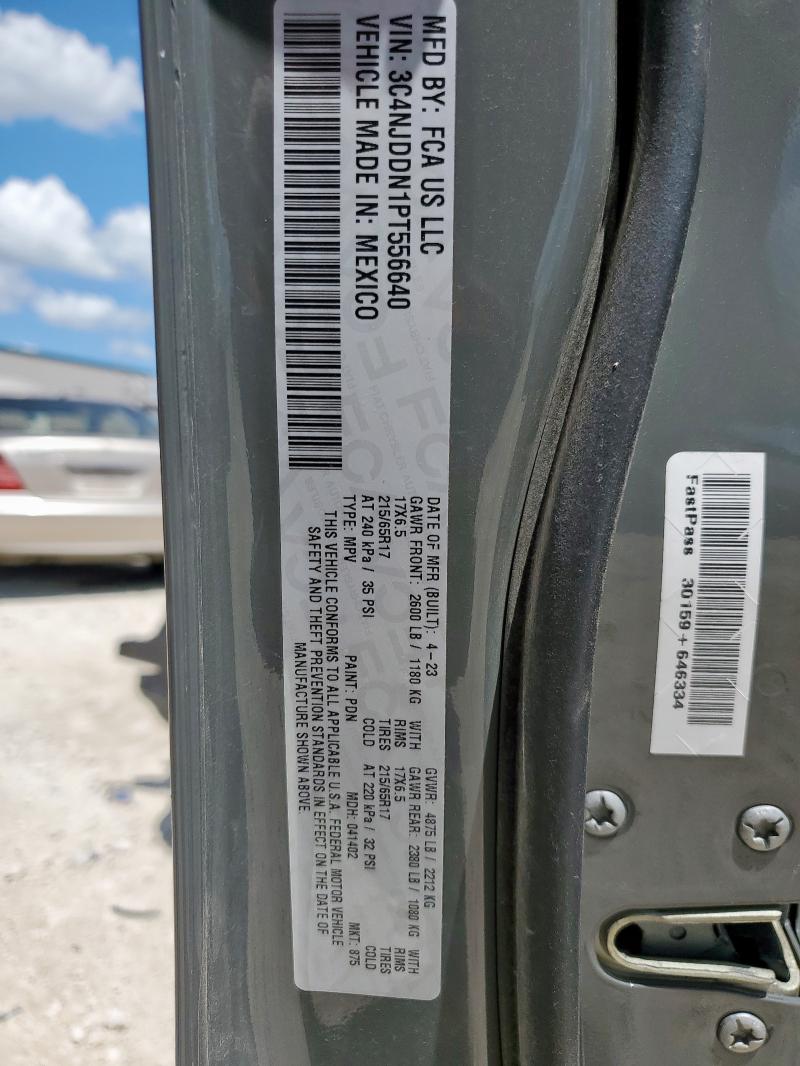 MFD BY: FCA US LLC
VIN: 3C4NJDDN1PT556640
VEHICLE MADE IN: MEXICO
DATE OF MFR (BUILT): 4-23 GVWR: 4875 LB / 2212 KG
GAWR FRONT: 2600 LB / 1180 KG WITH GAWR REAR: 2380 LB / 1080 KG WITH
17X6.5 RIMS 17X6.5 RIMS
215/65R17 TIRES 215/65R17 TIRES
AT 240 kPa / 35 PSI COLD AT 220 kPa / 32 PSI COLD
TYPE: MPV PAINT: PDN MDH: 041402 MKT: 875
THIS VEHICLE CONFORMS TO ALL APPLICABLE U.S.A. FEDERAL MOTOR VEHICLE
SAFETY AND THEFT PREVENTION STANDARDS IN EFFECT ON THE DATE OF
MANUFACTURE SHOWN ABOVE.
FastPass 30159+646334